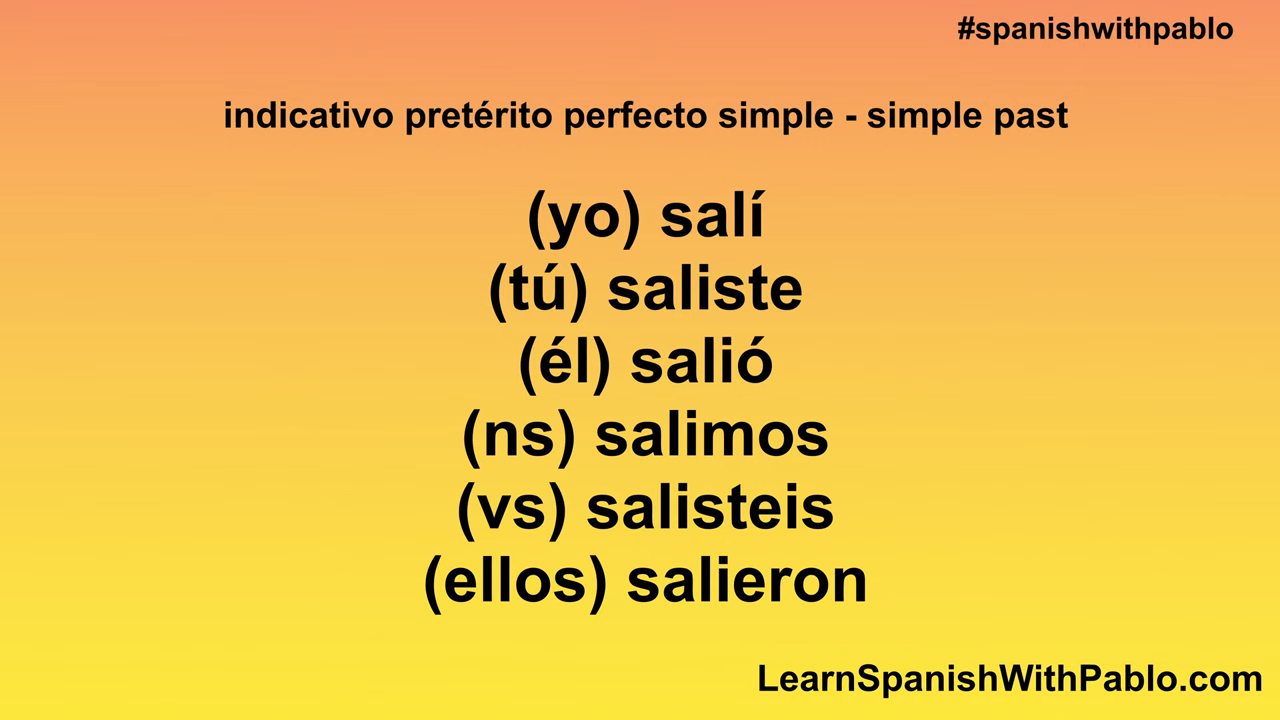 #spanishwithpablo
indicativo pretérito perfecto simple - simple past
(yo) salí
(tú) saliste
(él) salió
(ns) salimos
(vs) salisteis
(ellos) salieron
LearnSpanishWithPablo.com